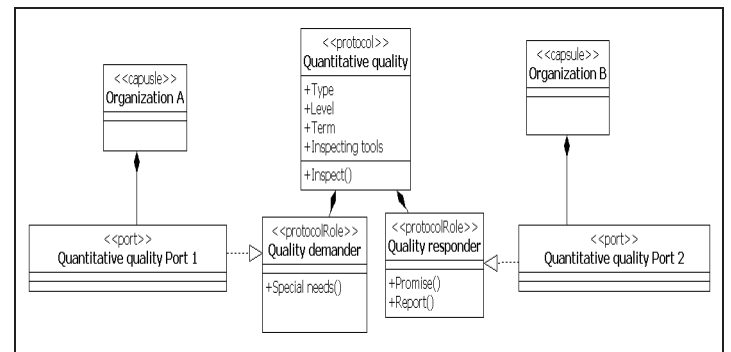 <<protocol>>
Quantitative quality
+Type
+Level
+Term
+Inspecting tools
+Inspect()
<<capusle>>
Organization A
<<capsule>>
Organization B
<<port>>
Quantitative quality Port 1
<<protocolRole>>
Quality demander
+Special needs()
<<protocolRole>>
Quality responder
+Promise()
+Report()
<<port>>
Quantitative quality Port 2